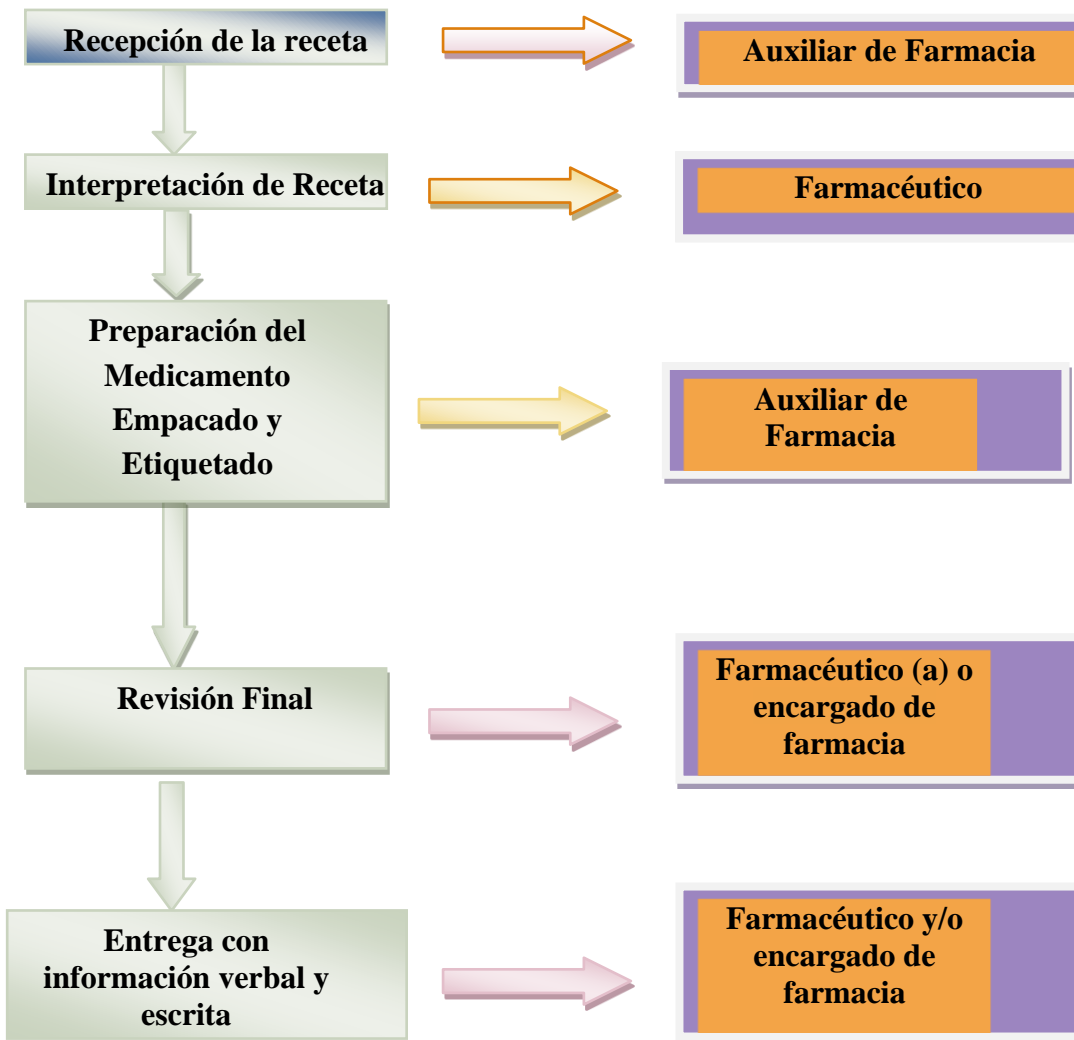 Recepción de la receta
Auxiliar de Farmacia
Interpretación de Receta
Farmacéutico
Preparación del
Medicamento
Empacado y
Etiquetado
Auxiliar de
Farmacia
Revisión Final
Farmacéutico (a) o
encargado de
farmacia
Entrega con
información verbal y
escrita
Farmacéutico y/o
encargado de
farmacia